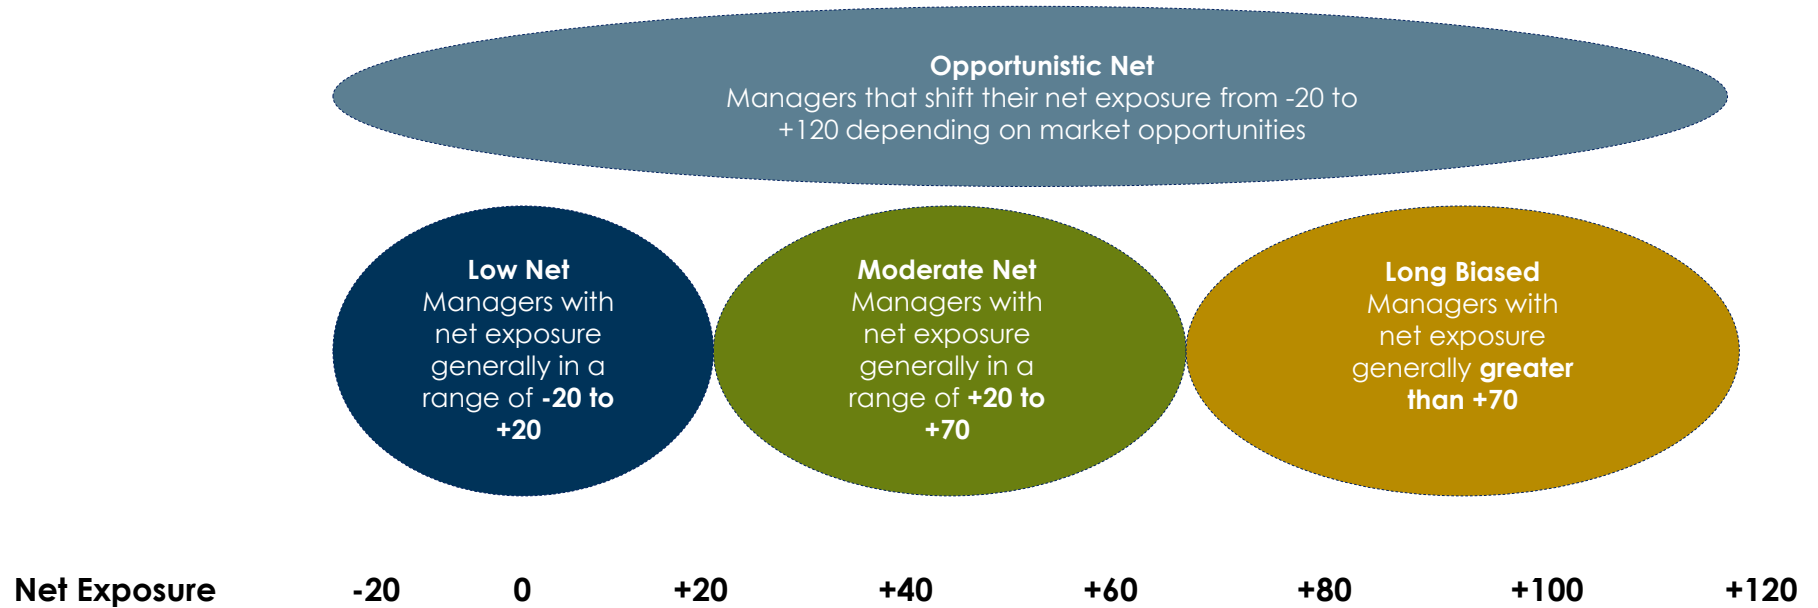 Opportunistic Net
Managers that shift their net exposure from -20 to
+120 depending on market opportunities
Low Net
Managers with
net exposure
generally in a
range of -20 to
+20
Moderate Net
Managers with
net exposure
generally in a
range of +20 to
+70
Long Biased
Managers with
net exposure
generally greater
than +70
Net Exposure -20 0 +20 +40 +60 +80 +100 +120